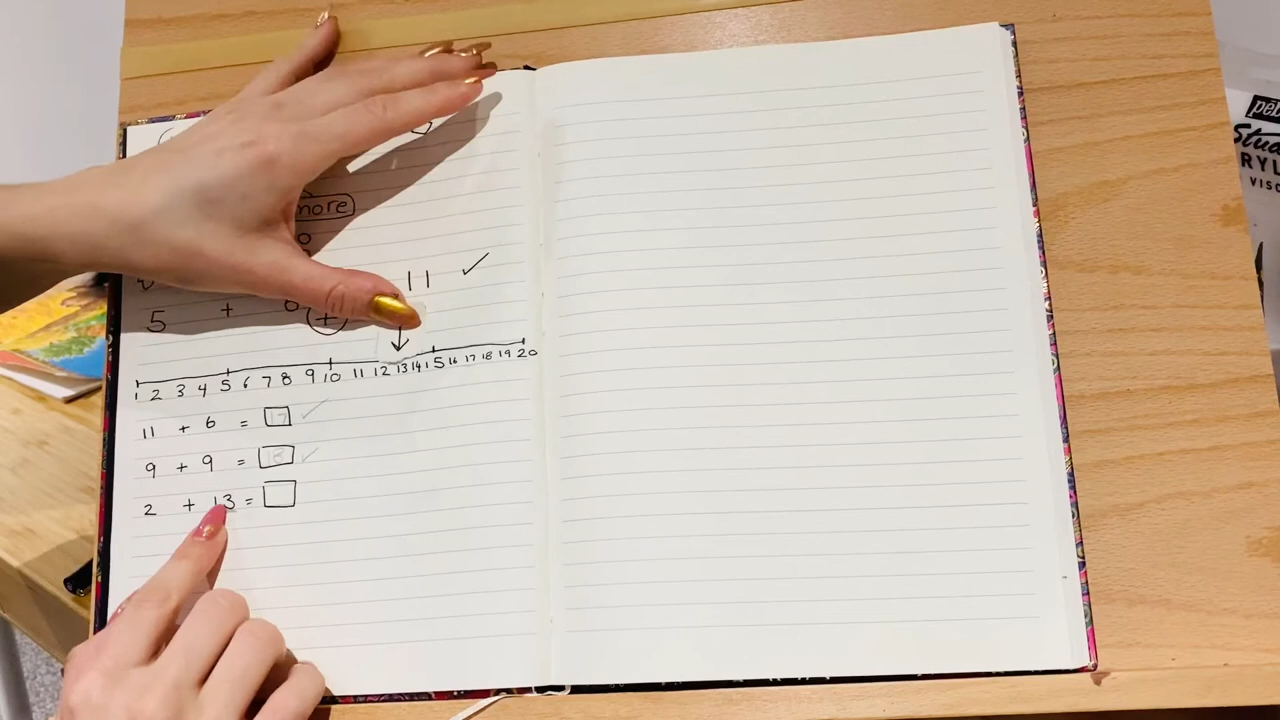 more
11 ✓
5 + 6
+
1 2 3 4 5 6 7 8 9 10 11 12 13 14 15 16 17 18 19 20
11 + 6 = 17 ✓
9 + 9 = 18 ✓
2 + 13 =